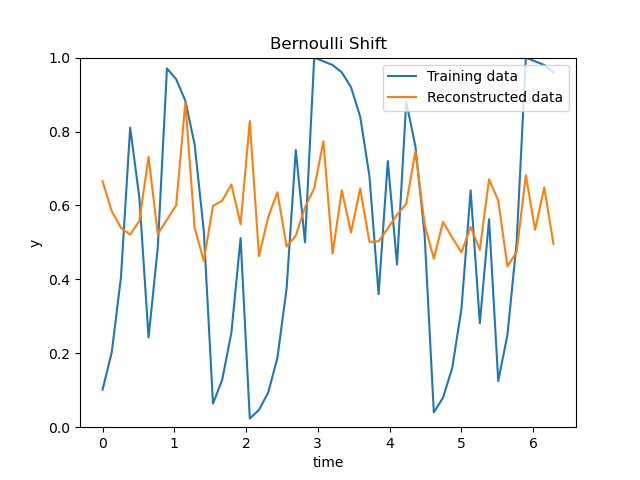 Bernoulli Shift
Training data
Reconstructed data
1.0
0.8
0.6
0.4
0.2
0.0
y
0 1 2 3 4 5 6
time